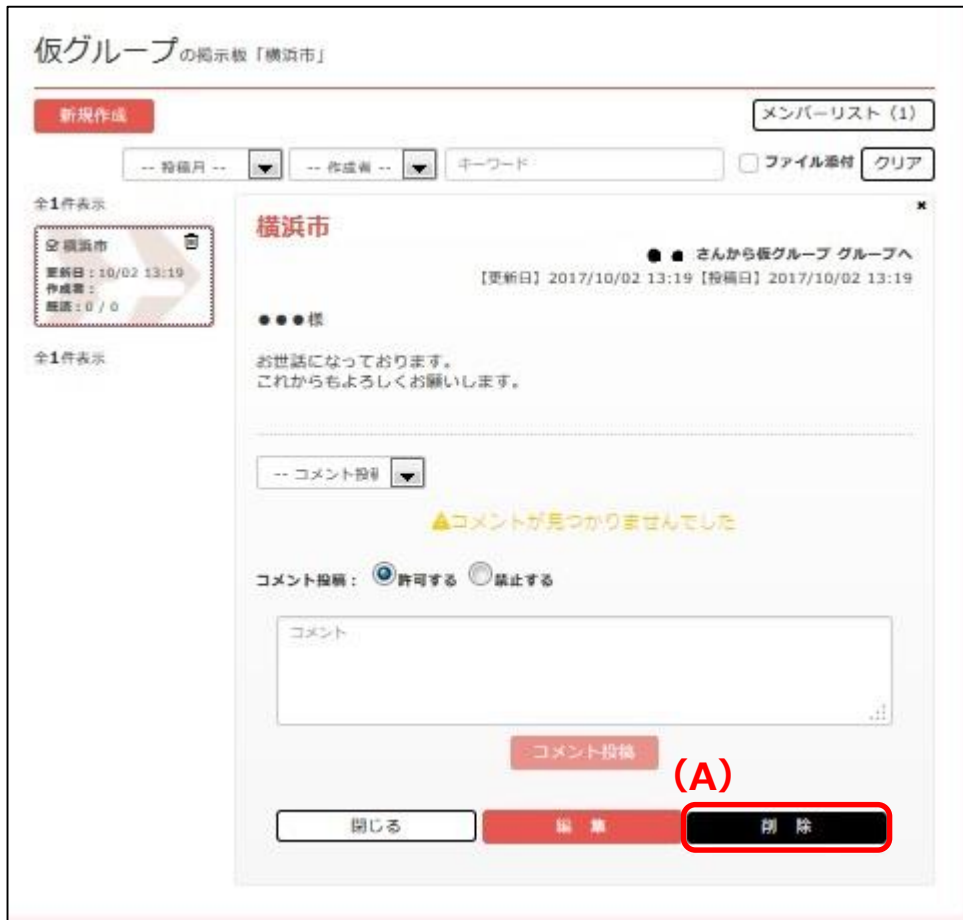 仮グループの掲示板「横浜市」
新規作成
メンバーリスト (1)
-- 投稿月 --
-- 作成者 --
キーワード
ファイル添付
クリア
全1件表示
横浜市
更新日:10/02 13:19
作成者:
既読:0 / 0
全1件表示
横浜市
●　● さんから仮グループ グループへ
【更新日】2017/10/02 13:19【投稿日】2017/10/02 13:19
●●●様
お世話になっております。
これからもよろしくお願いします。
-- コメント投稿
コメントが見つかりませんでした
コメント投稿: 許可する 禁止する
コメント
コメント投稿
(A)
閉じる
編　集
削　除